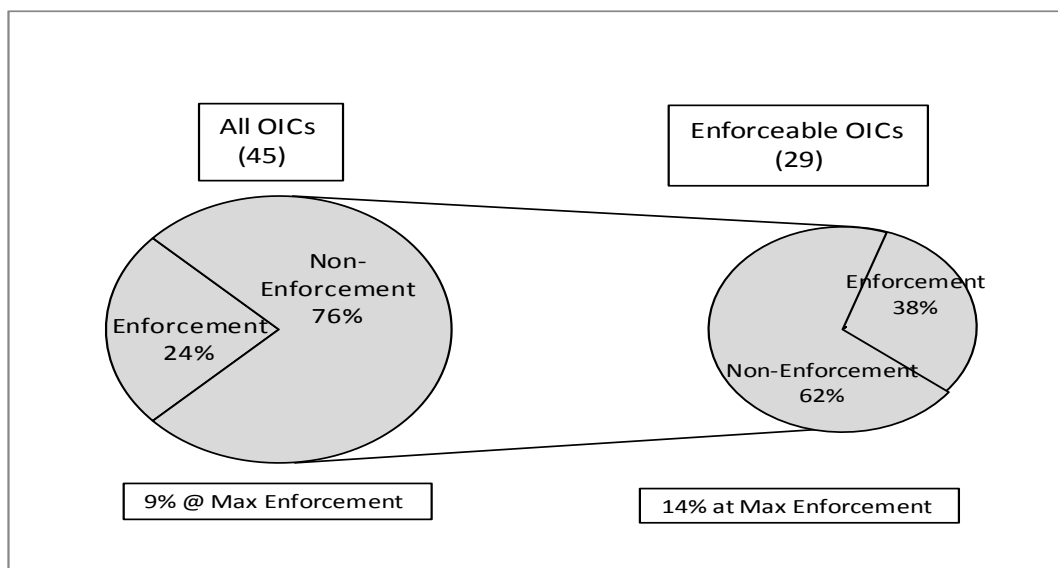 All OICs
(45)
Enforceable OICs
(29)
Non-
Enforcement
76%
Enforcement
24%
Enforcement
38%
Non-Enforcement
62%
9% @ Max Enforcement
14% at Max Enforcement